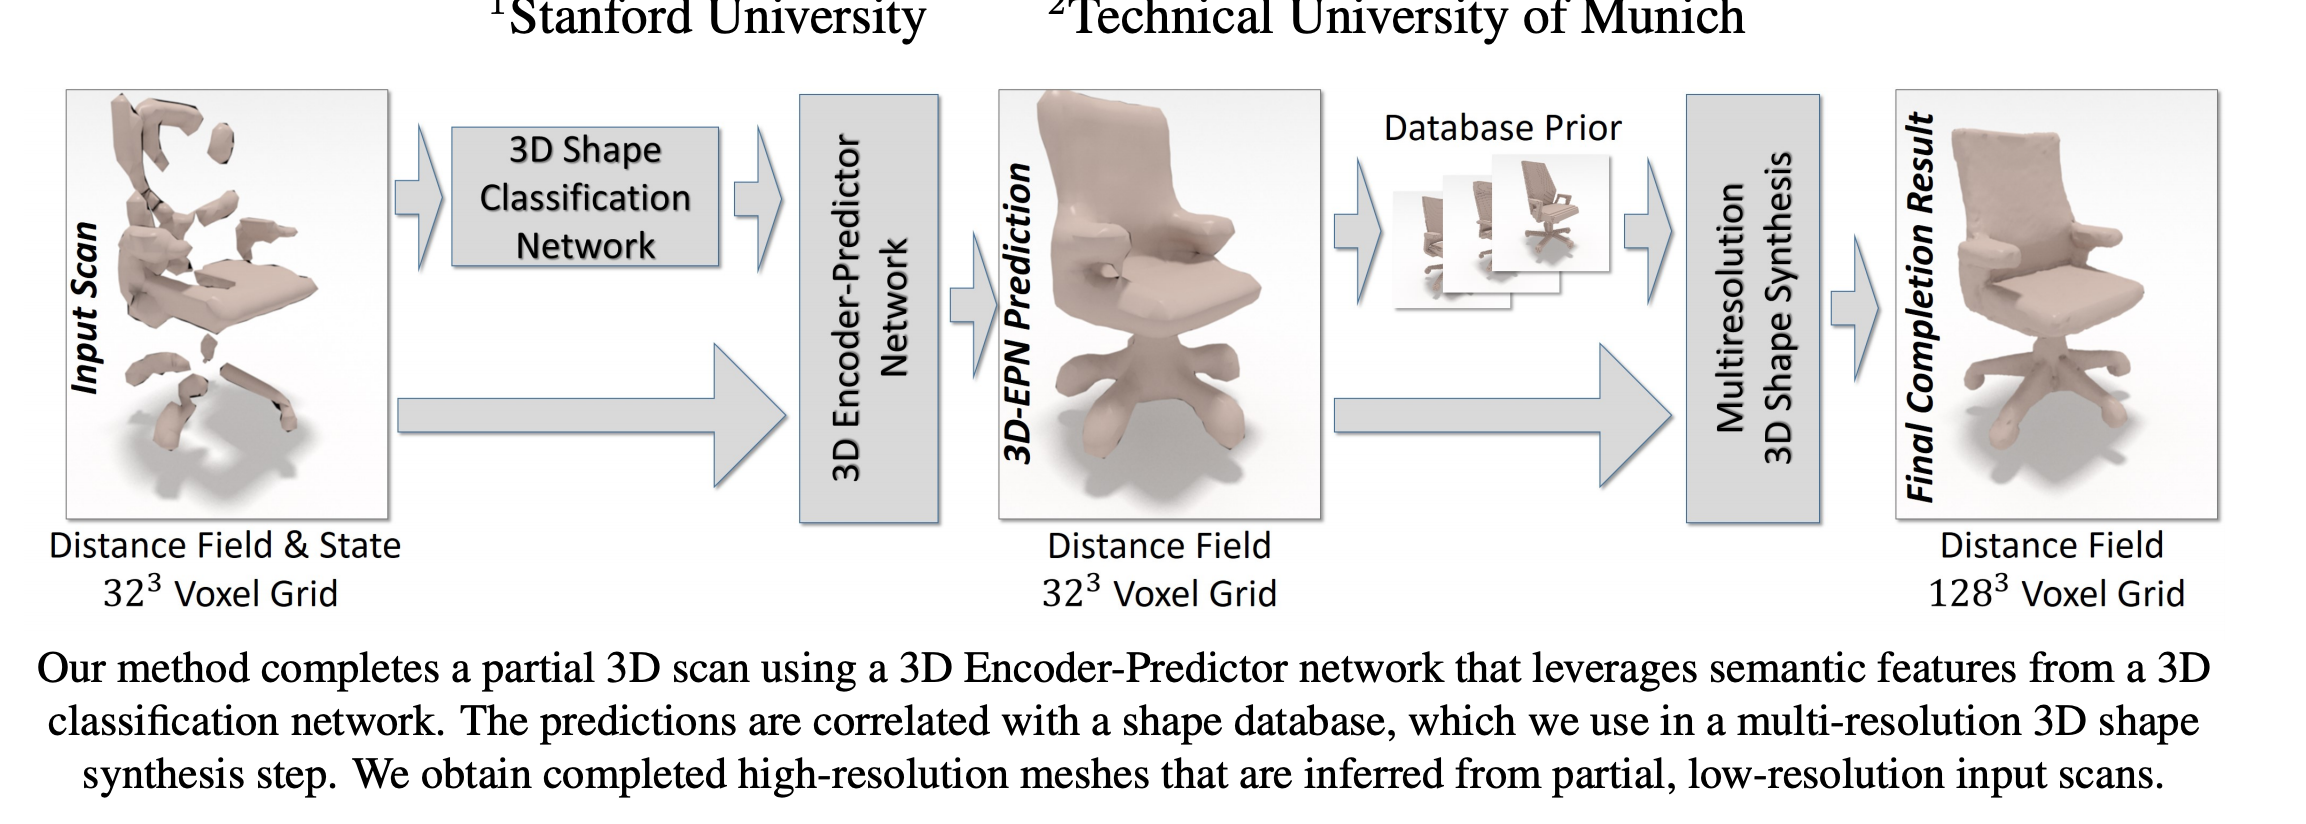 ¹Stanford University ²Technical University of Munich
Input Scan
3D Shape
Classification
Network
3D Encoder-Predictor
Network
3D-EPN Prediction
Database Prior
Multiresolution
3D Shape Synthesis
Final Completion Result
Distance Field & State
32³ Voxel Grid
Distance Field
32³ Voxel Grid
Distance Field
128³ Voxel Grid
Our method completes a partial 3D scan using a 3D Encoder-Predictor network that leverages semantic features from a 3D
classification network. The predictions are correlated with a shape database, which we use in a multi-resolution 3D shape
synthesis step. We obtain completed high-resolution meshes that are inferred from partial, low-resolution input scans.